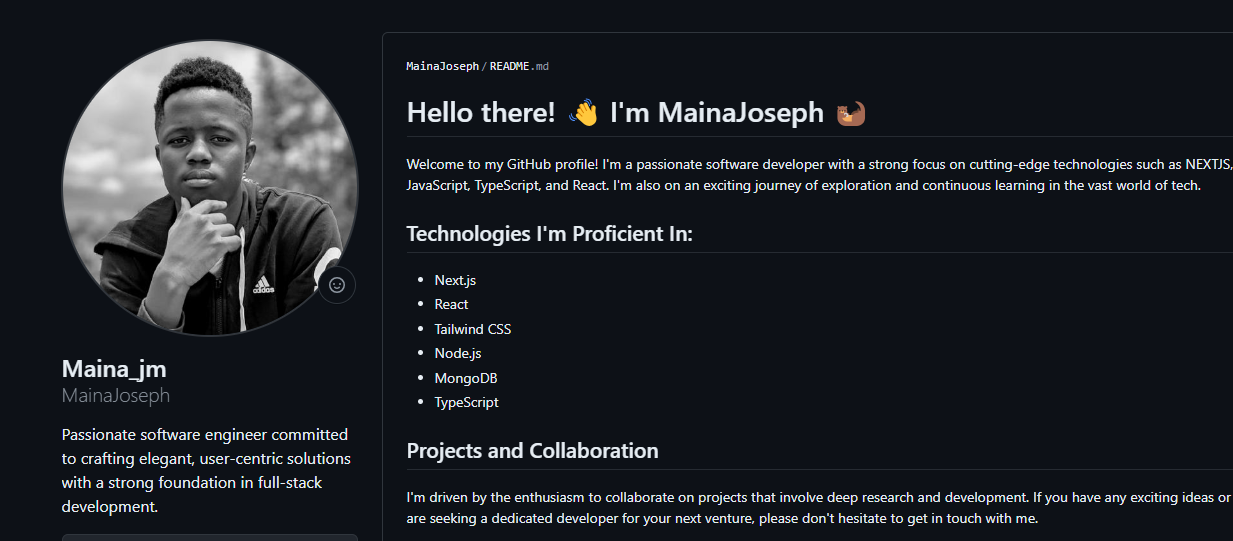 MainaJoseph/README.md
Hello there! 👋 I'm MainaJoseph 🦦
Welcome to my GitHub profile! I'm a passionate software developer with a strong focus on cutting-edge technologies such as NEXTJS,
JavaScript, TypeScript, and React. I'm also on an exciting journey of exploration and continuous learning in the vast world of tech.
Technologies I'm Proficient In:
Next.js
React
Tailwind CSS
Node.js
MongoDB
TypeScript
Projects and Collaboration
I'm driven by the enthusiasm to collaborate on projects that involve deep research and development. If you have any exciting ideas or
are seeking a dedicated developer for your next venture, please don't hesitate to get in touch with me.
adidas
Maina_jm
MainaJoseph
Passionate software engineer committed
to crafting elegant, user-centric solutions
with a strong foundation in full-stack
development.